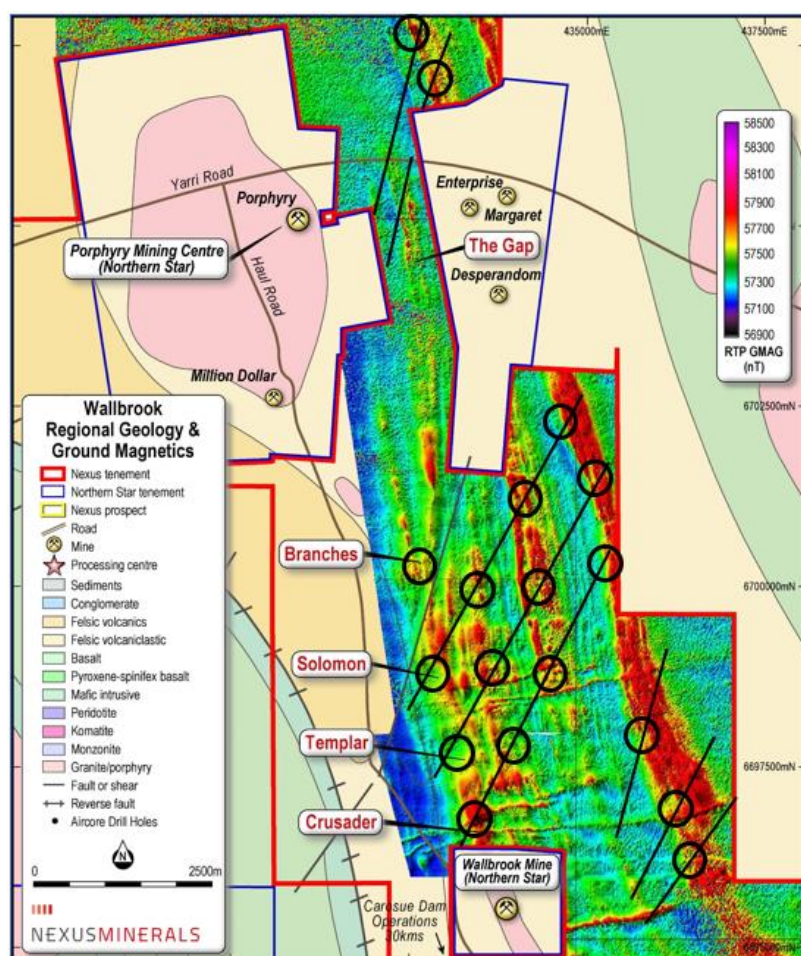 435000mE
437500mE
58500
58300
58100
57900
57700
57500
57300
57100
56900
RTP GMAG
(nT)
Yarri Road
Porphyry
Enterprise
Margaret
The Gap
Porphyry Mining Centre
(Northern Star)
Desperandom
Haul Road
Million Dollar
6702500mN
Wallbrook
Regional Geology &
Ground Magnetics
Nexus tenement
Northern Star tenement
Nexus prospect
Road
Mine
Processing centre
Sediments
Conglomerate
Felsic volcanics
Felsic volcaniclastic
Basalt
Pyroxene-spinifex basalt
Mafic intrusive
Peridotite
Komatite
Monzonite
Granite/porphyry
Fault or shear
Reverse fault
Aircore Drill Holes
N
0
2500m
NEXUSMINERALS
Branches
6700000mN
Solomon
Templar
6697500mN
Crusader
Wallbrook Mine
(Northern Star)
Carosue Dam
Operations
30kms